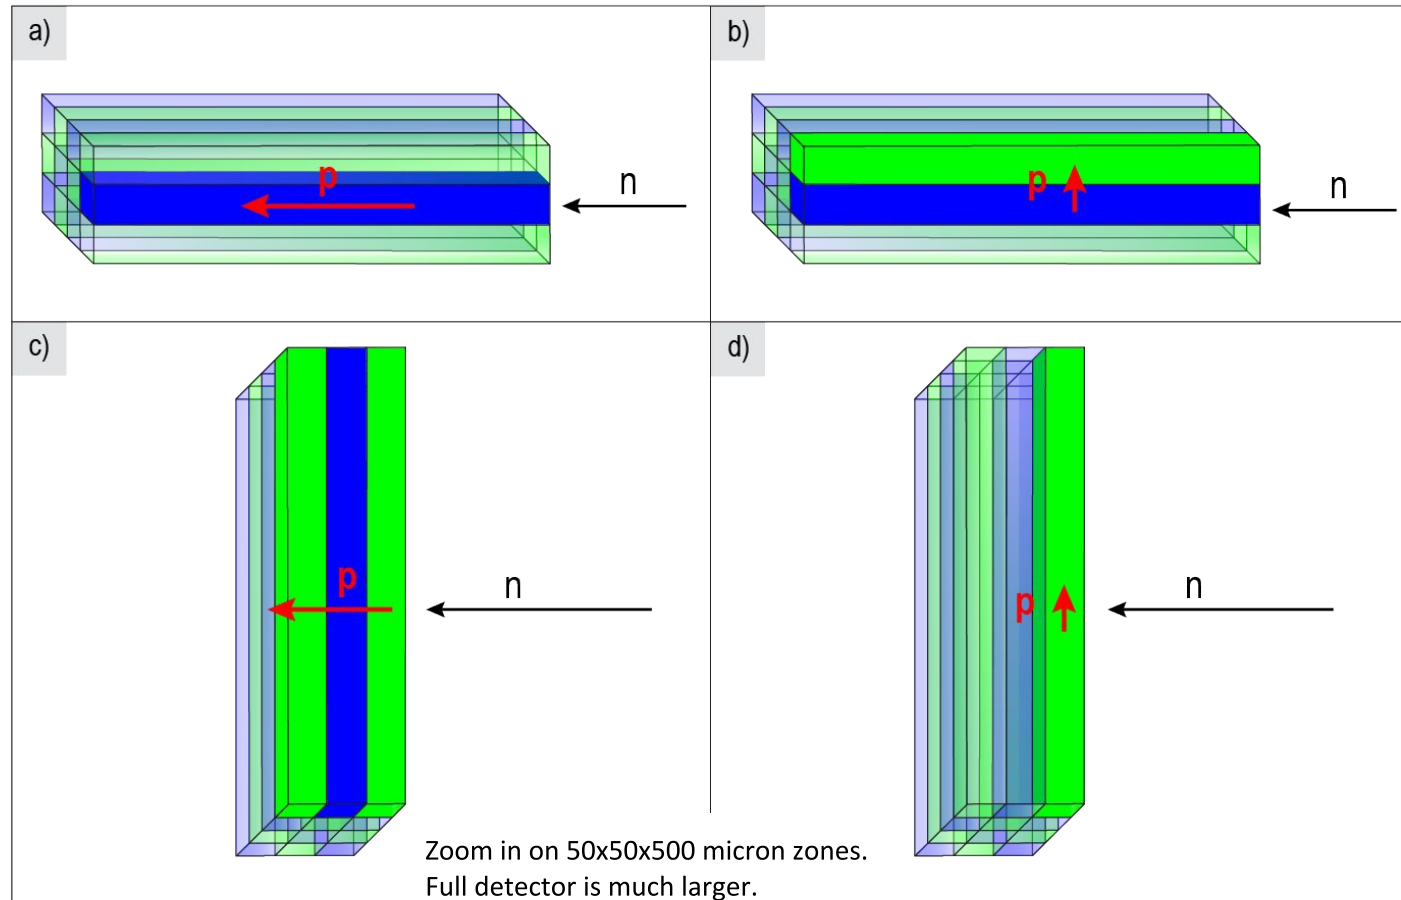 a)
p
n
b)
p
n
c)
p
n
d)
p
n
Zoom in on 50x50x500 micron zones.
Full detector is much larger.